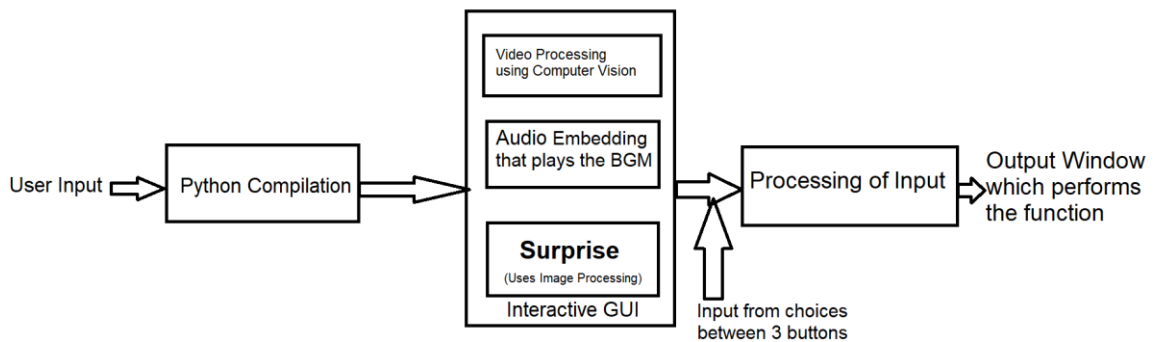 User Input
Python Compilation
Video Processing
using Computer Vision
Audio Embedding
that plays the BGM
Surprise
(Uses Image Processing)
Interactive GUI
Input from choices
between 3 buttons
Processing of Input
Output Window
which performs
the function